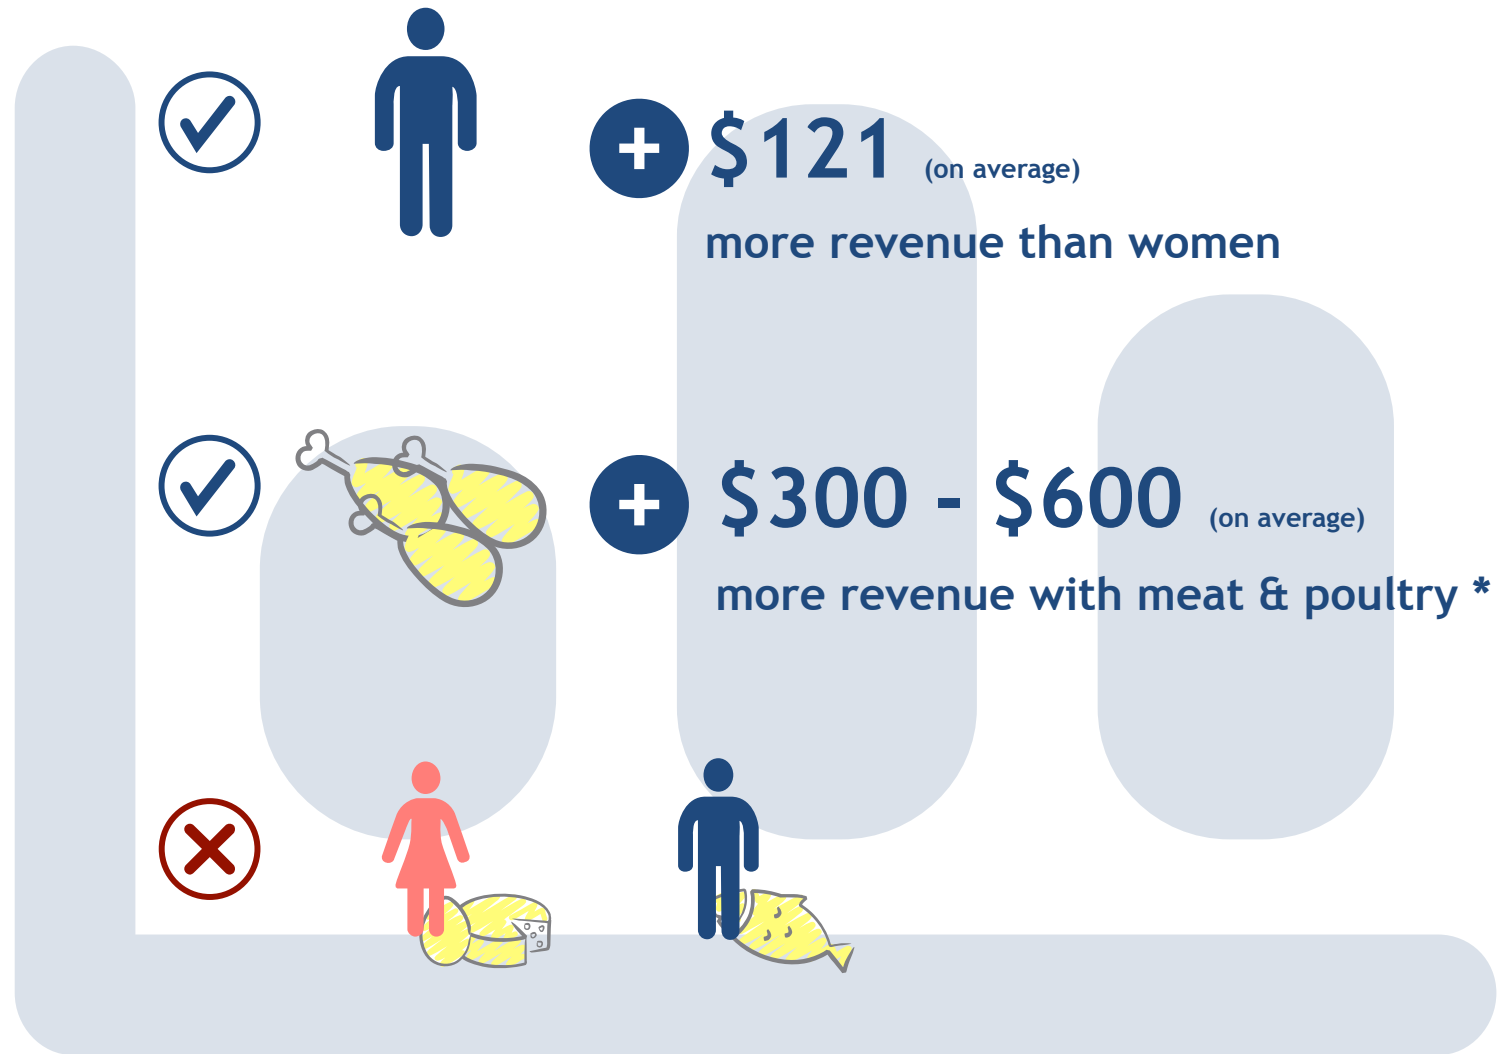 + $121 (on average)
more revenue than women
+ $300 - $600 (on average)
more revenue with meat & poultry *